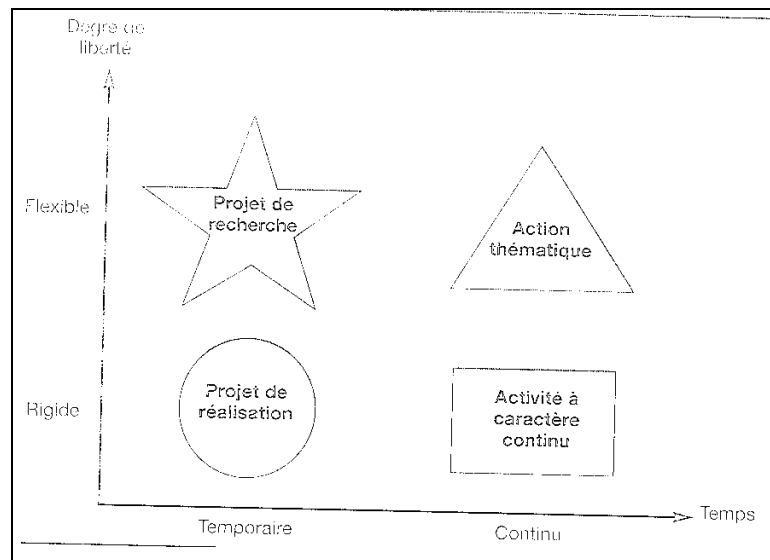 Degré de
liberté
Flexible
Projet de
recherche
Action
thématique
Rigide
Projet de
réalisation
Activité à
caractère
continu
Temporaire
Continu
Temps